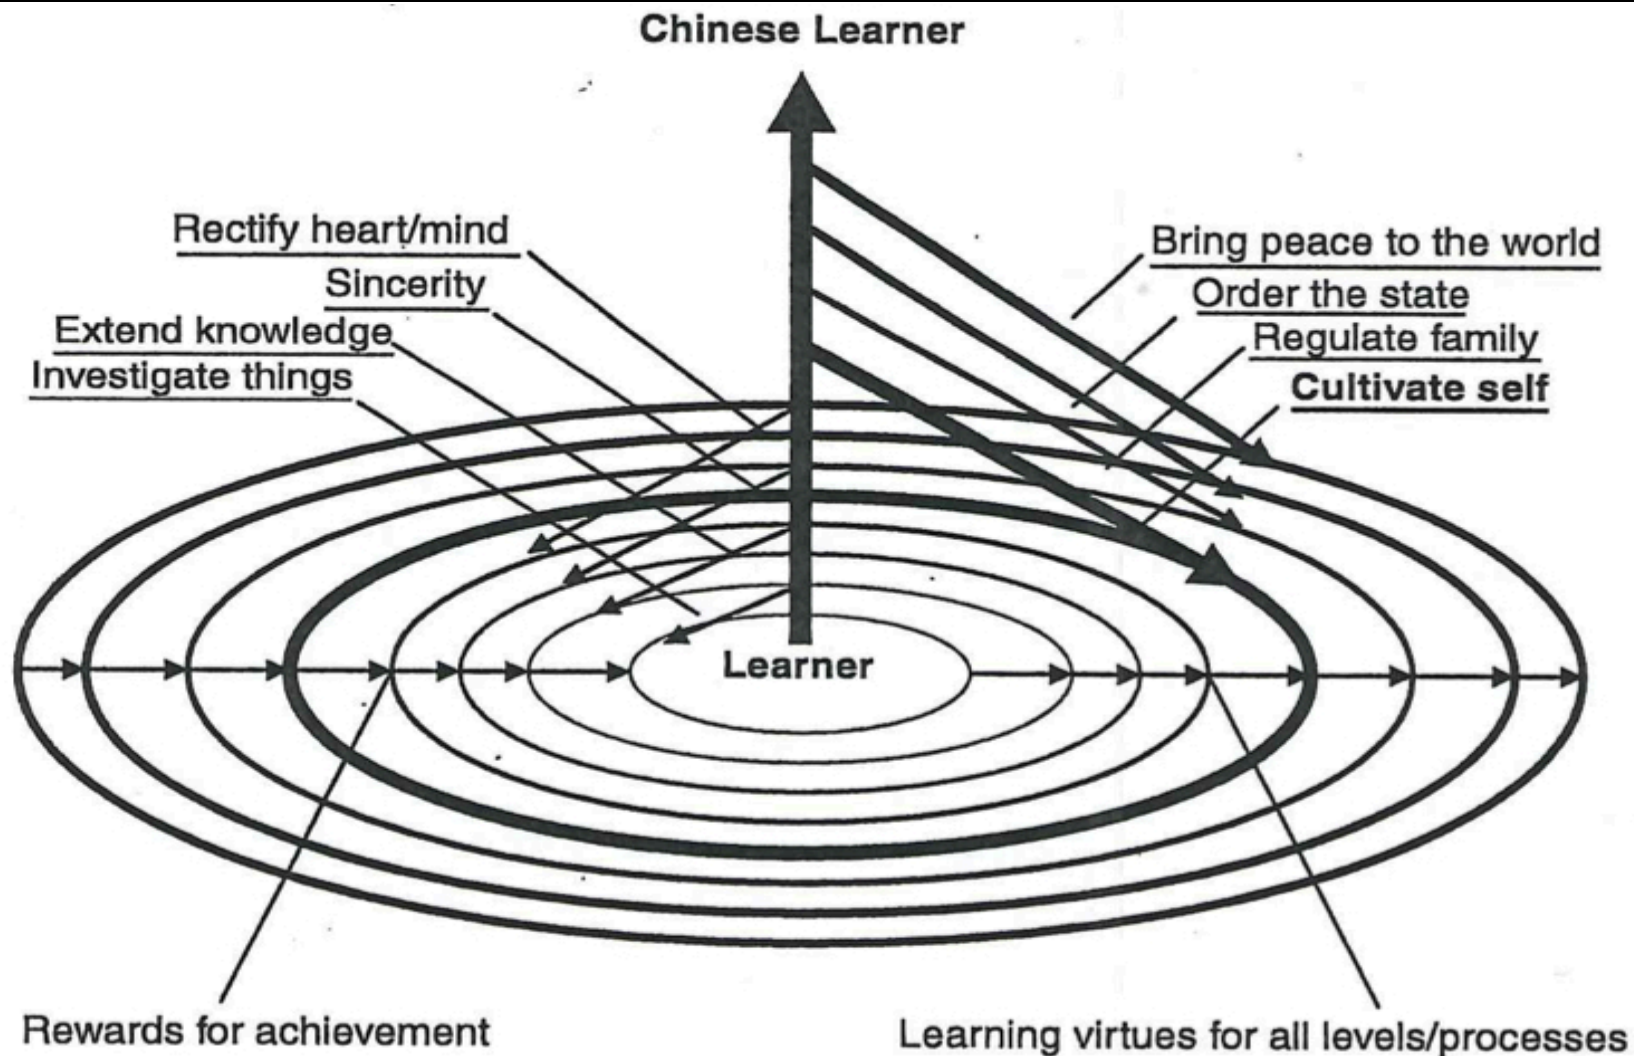 Chinese Learner
Rectify heart/mind
Sincerity
Extend knowledge
Investigate things
Bring peace to the world
Order the state
Regulate family
Cultivate self
Learner
Rewards for achievement
Learning virtues for all levels/processes